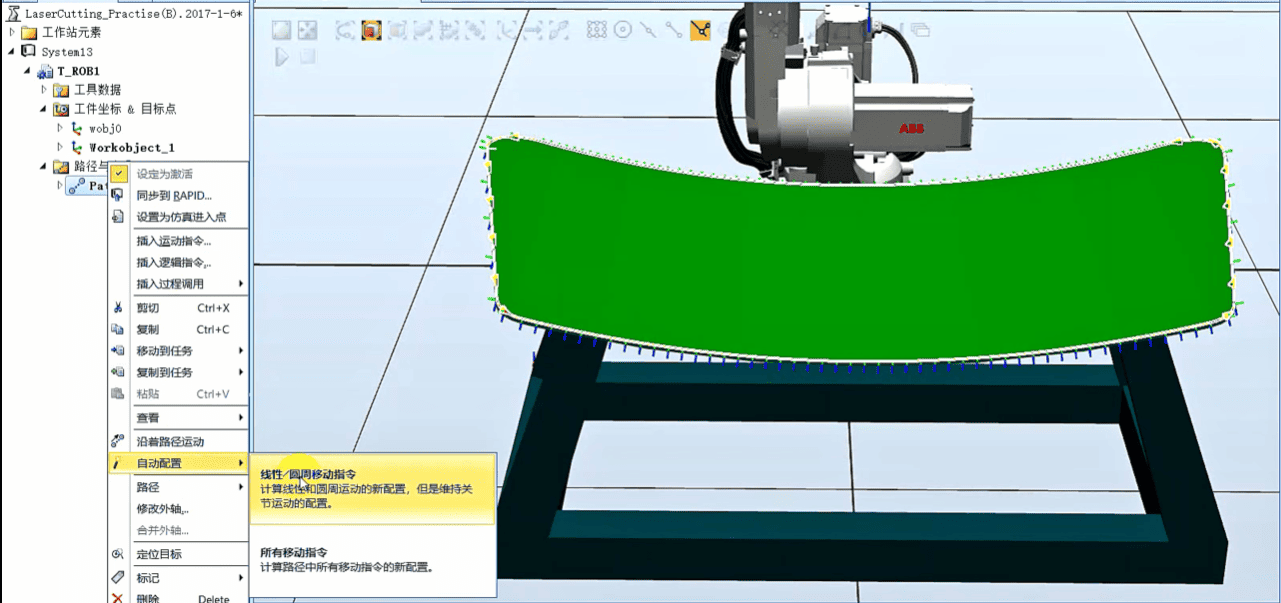 LaserCutting_Practise(B).2017-1-6*
工作站元素
System13
T_ROB1
工具数据
工件坐标 & 目标点
wobj0
Workobject_1
路径与
Pat
设定为激活
同步到 RAPID...
设置为仿真进入点
插入运动指令...
插入逻辑指令...
插入过程调用
剪切 Ctrl+X
复制 Ctrl+C
移动到任务
复制到任务
粘贴 Ctrl+V
查看
沿着路径运动
自动配置
路径
修改外轴...
合并外轴...
定位目标
标记
删除 Delete
线性/圆周移动指令
计算线性和圆周运动的新配置，但是维持关
节运动的配置。
所有移动指令
计算路径中所有移动指令的新配置。
ABB